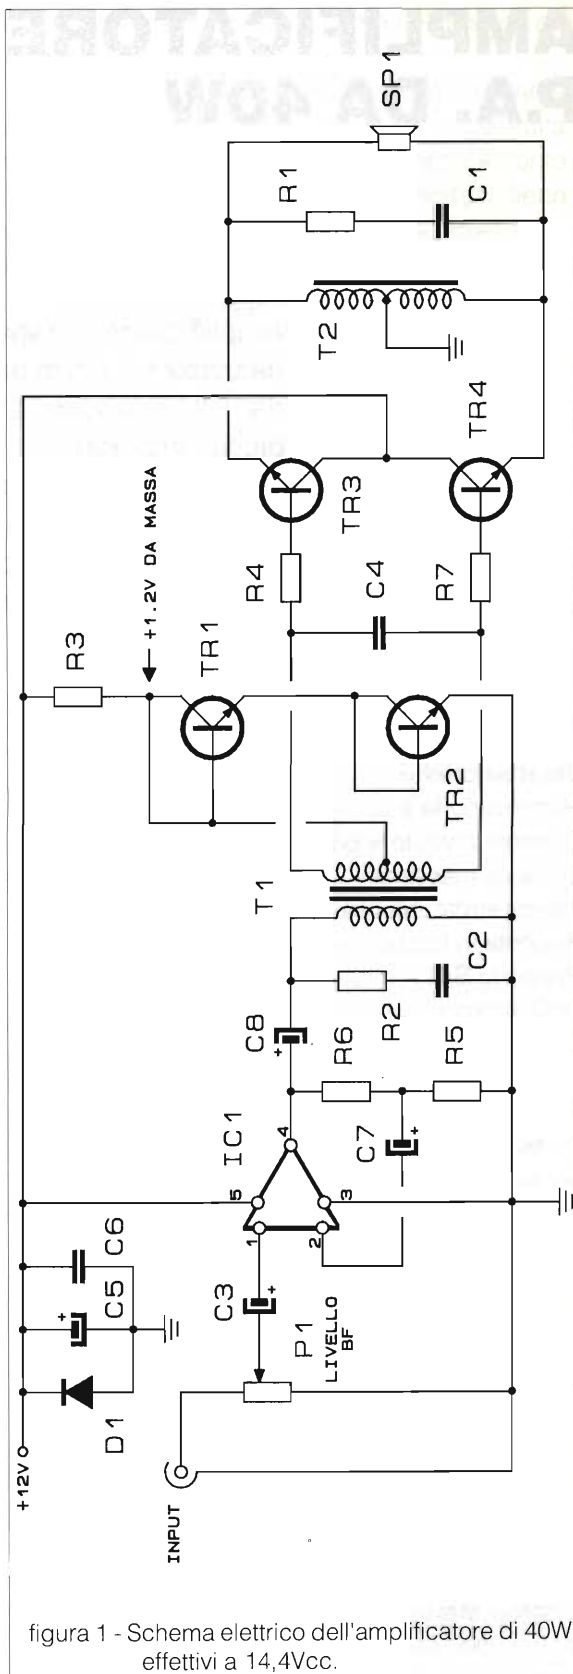 AMPLIFICATORE
P.A. DA 40W
SP1
R1
C1
T2
TR4
TR3
+1.2V DA MASSA
R4
C4
R7
R3
TR1
TR2
T1
C2
R2
C8
R6
R5
C7
IC1
4
5
3
1
2
C6
C5
+
+
+
+
C3
P1
LIVELLO
BF
D1
+12V
INPUT
figura 1 - Schema elettrico dell'amplificatore di 40W
effettivi a 14,4Vcc.